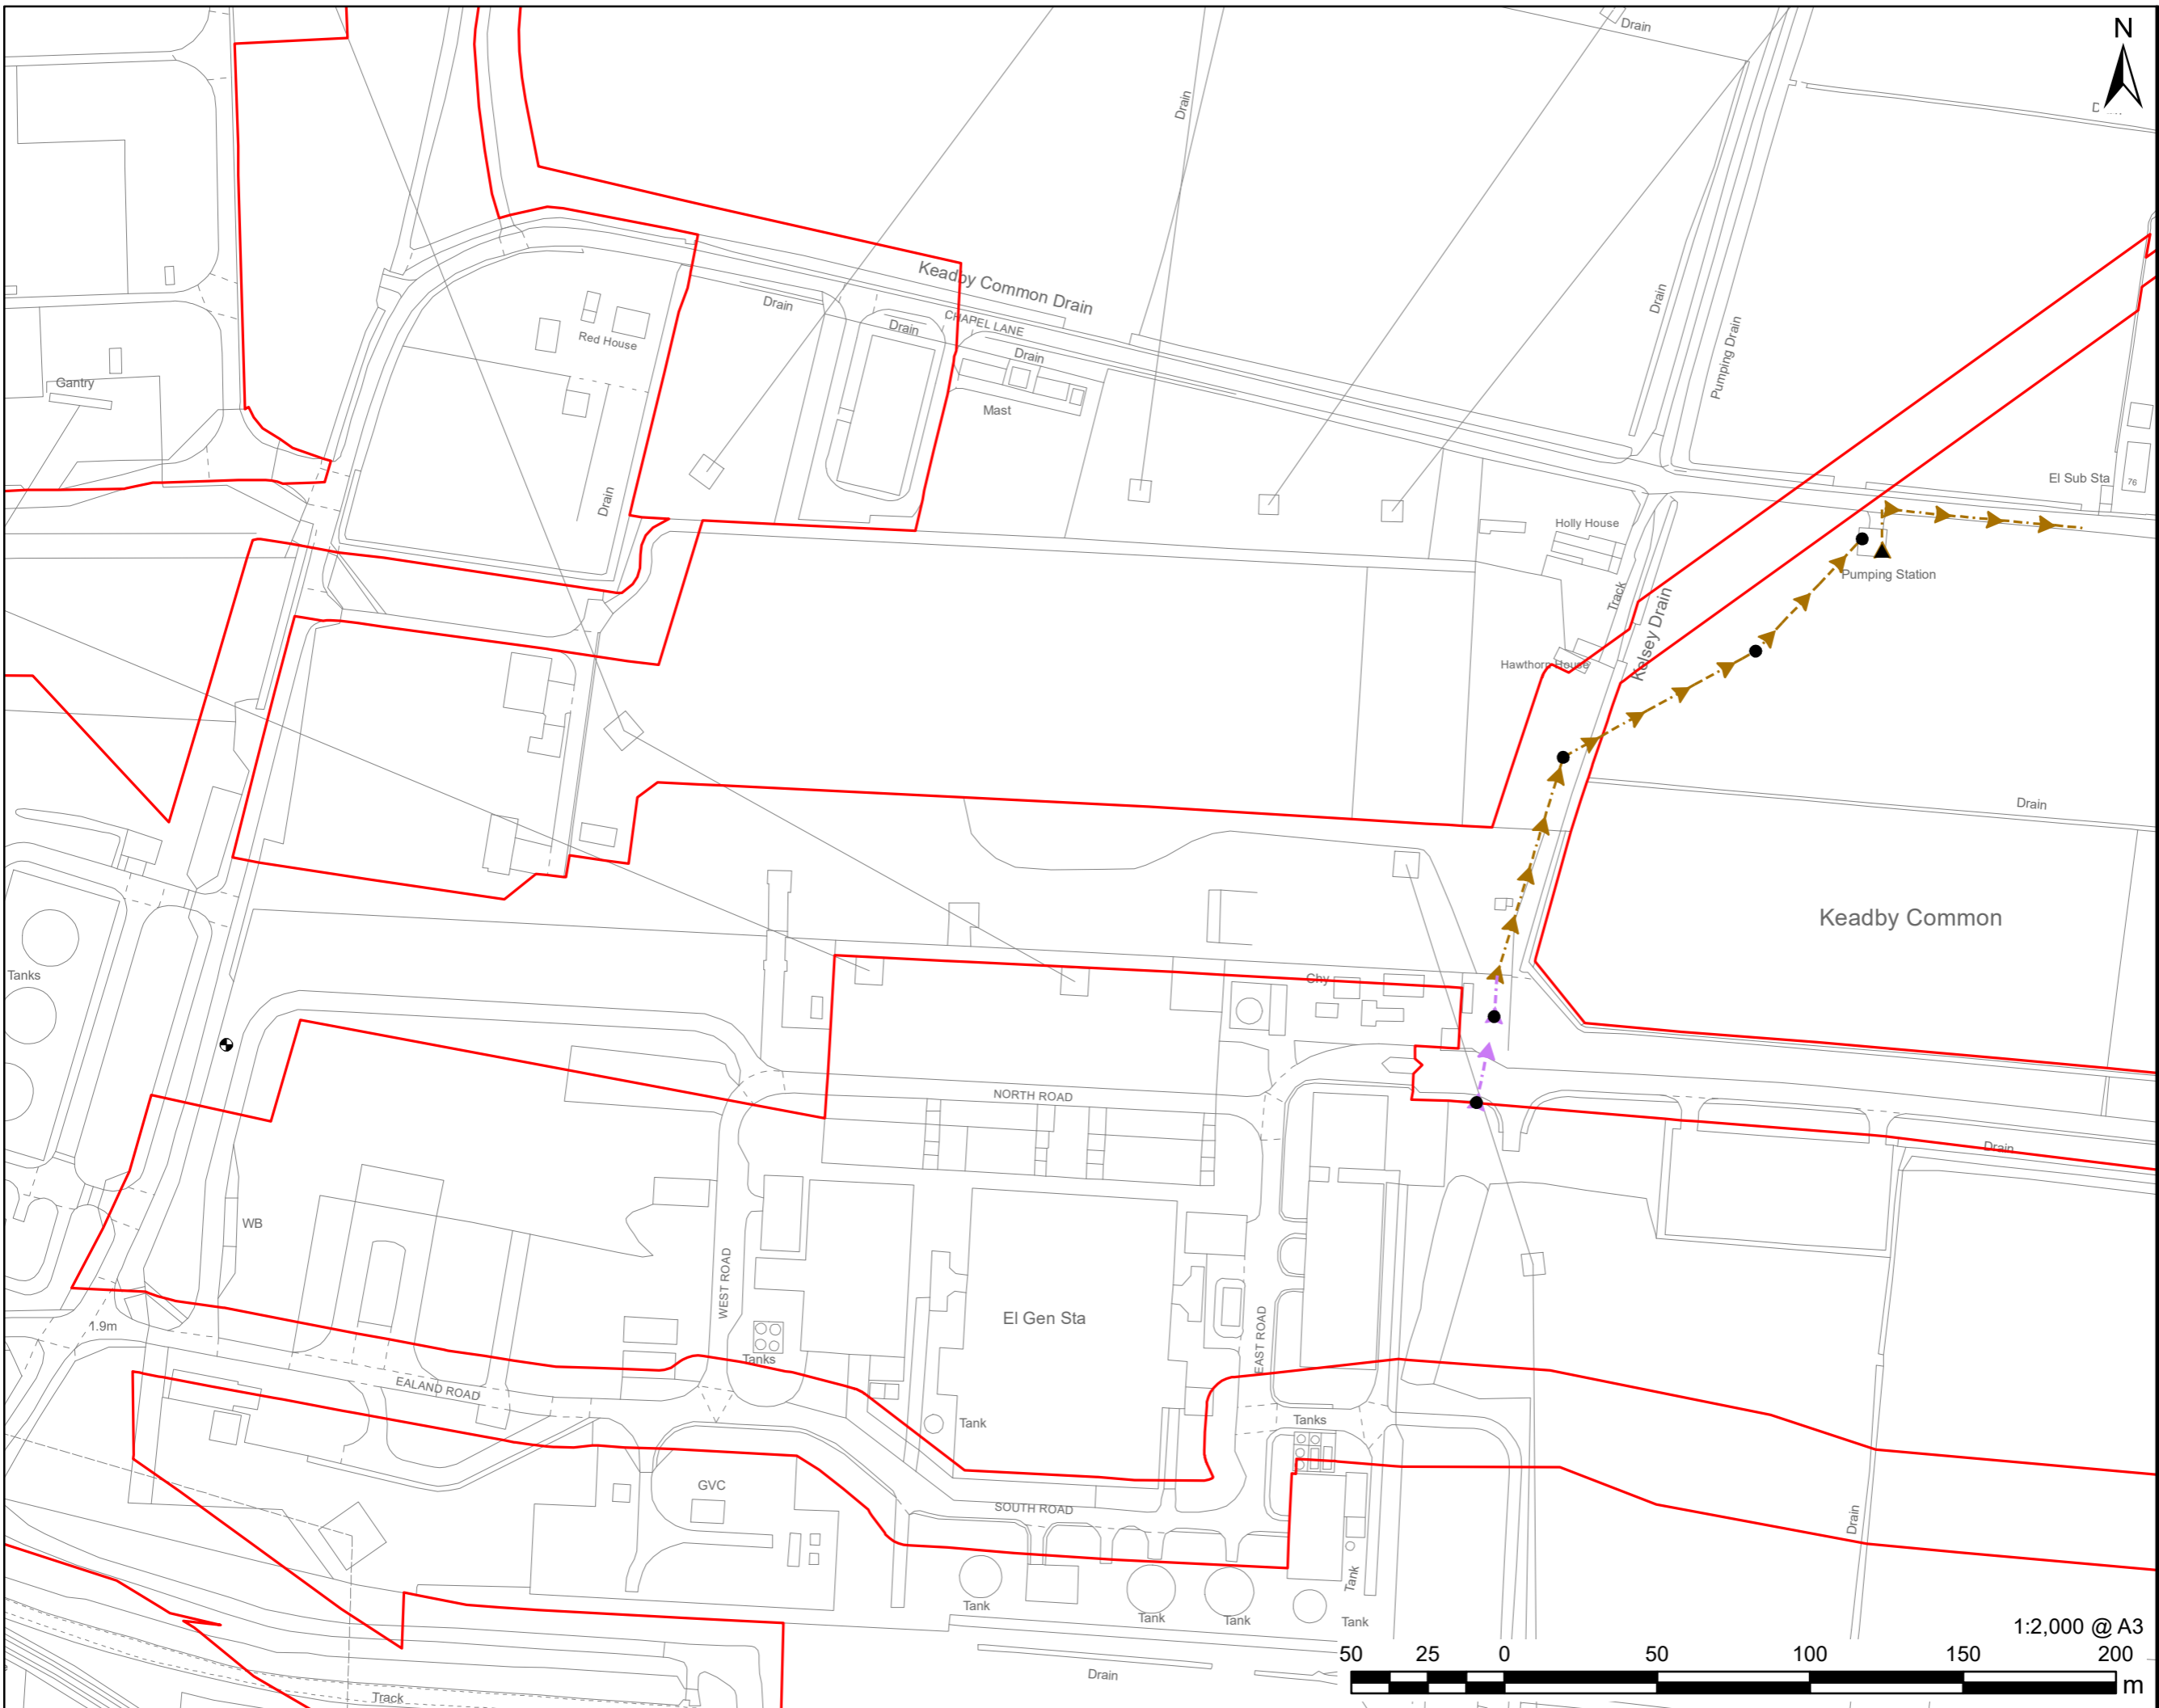 Drain
N
Drain
Keadby Common Drain
Drain
CHAPEL LANE
Drain
Drain
Drain
Pumping Drain
Red House
Gantry
Mast
El Sub Sta
76
Drain
Holly House
Pumping Station
Track
Kelsey Drain
Hawthorn House
Drain
Keadby Common
Tanks
Chy
NORTH ROAD
Drain
WB
WEST ROAD
El Gen Sta
EAST ROAD
1.9m
Tanks
EALAND ROAD
Tank
Tanks
GVC
SOUTH ROAD
Drain
Tank
Tank
Tank
Tank
Tank
Drain
Track
1:2,000 @ A3
50 25 0 50 100 150 200
m